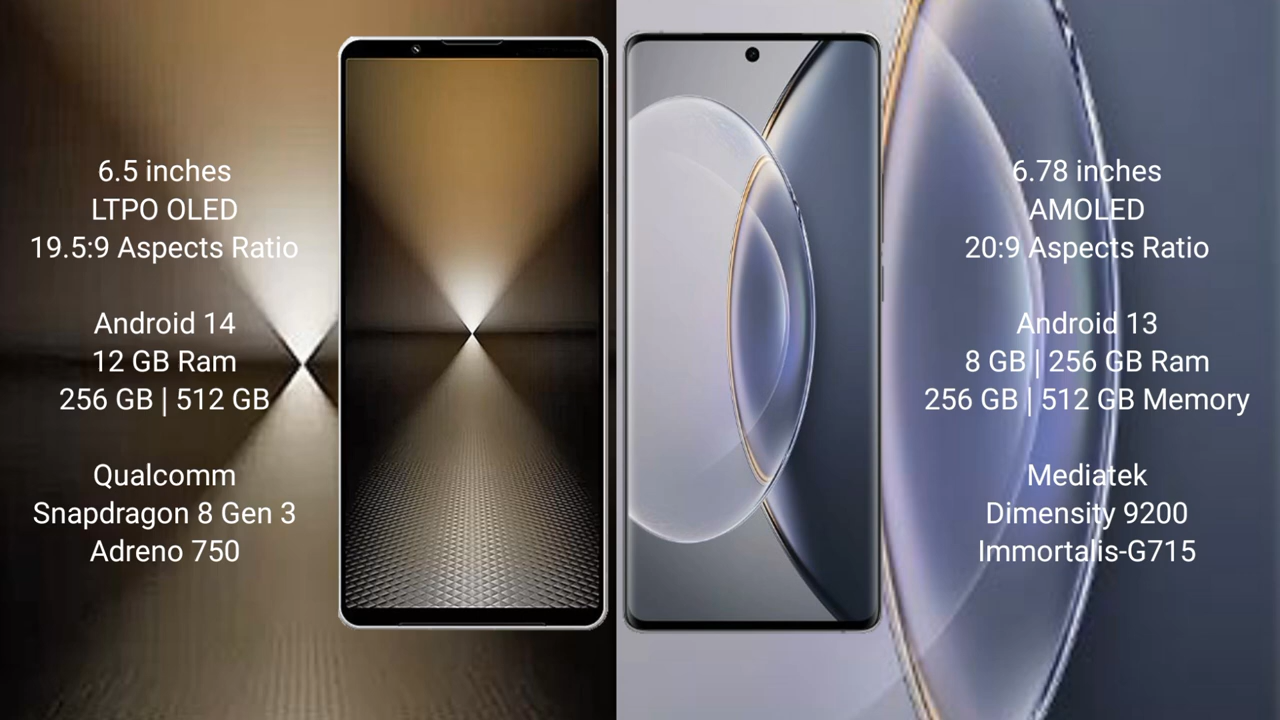 6.5 inches
LTPO OLED
19.5:9 Aspects Ratio
Android 14
12 GB Ram
256 GB | 512 GB
Qualcomm
Snapdragon 8 Gen 3
Adreno 750
6.78 inches
AMOLED
20:9 Aspects Ratio
Android 13
8 GB | 256 GB Ram
256 GB | 512 GB Memory
Mediatek
Dimensity 9200
Immortalis-G715